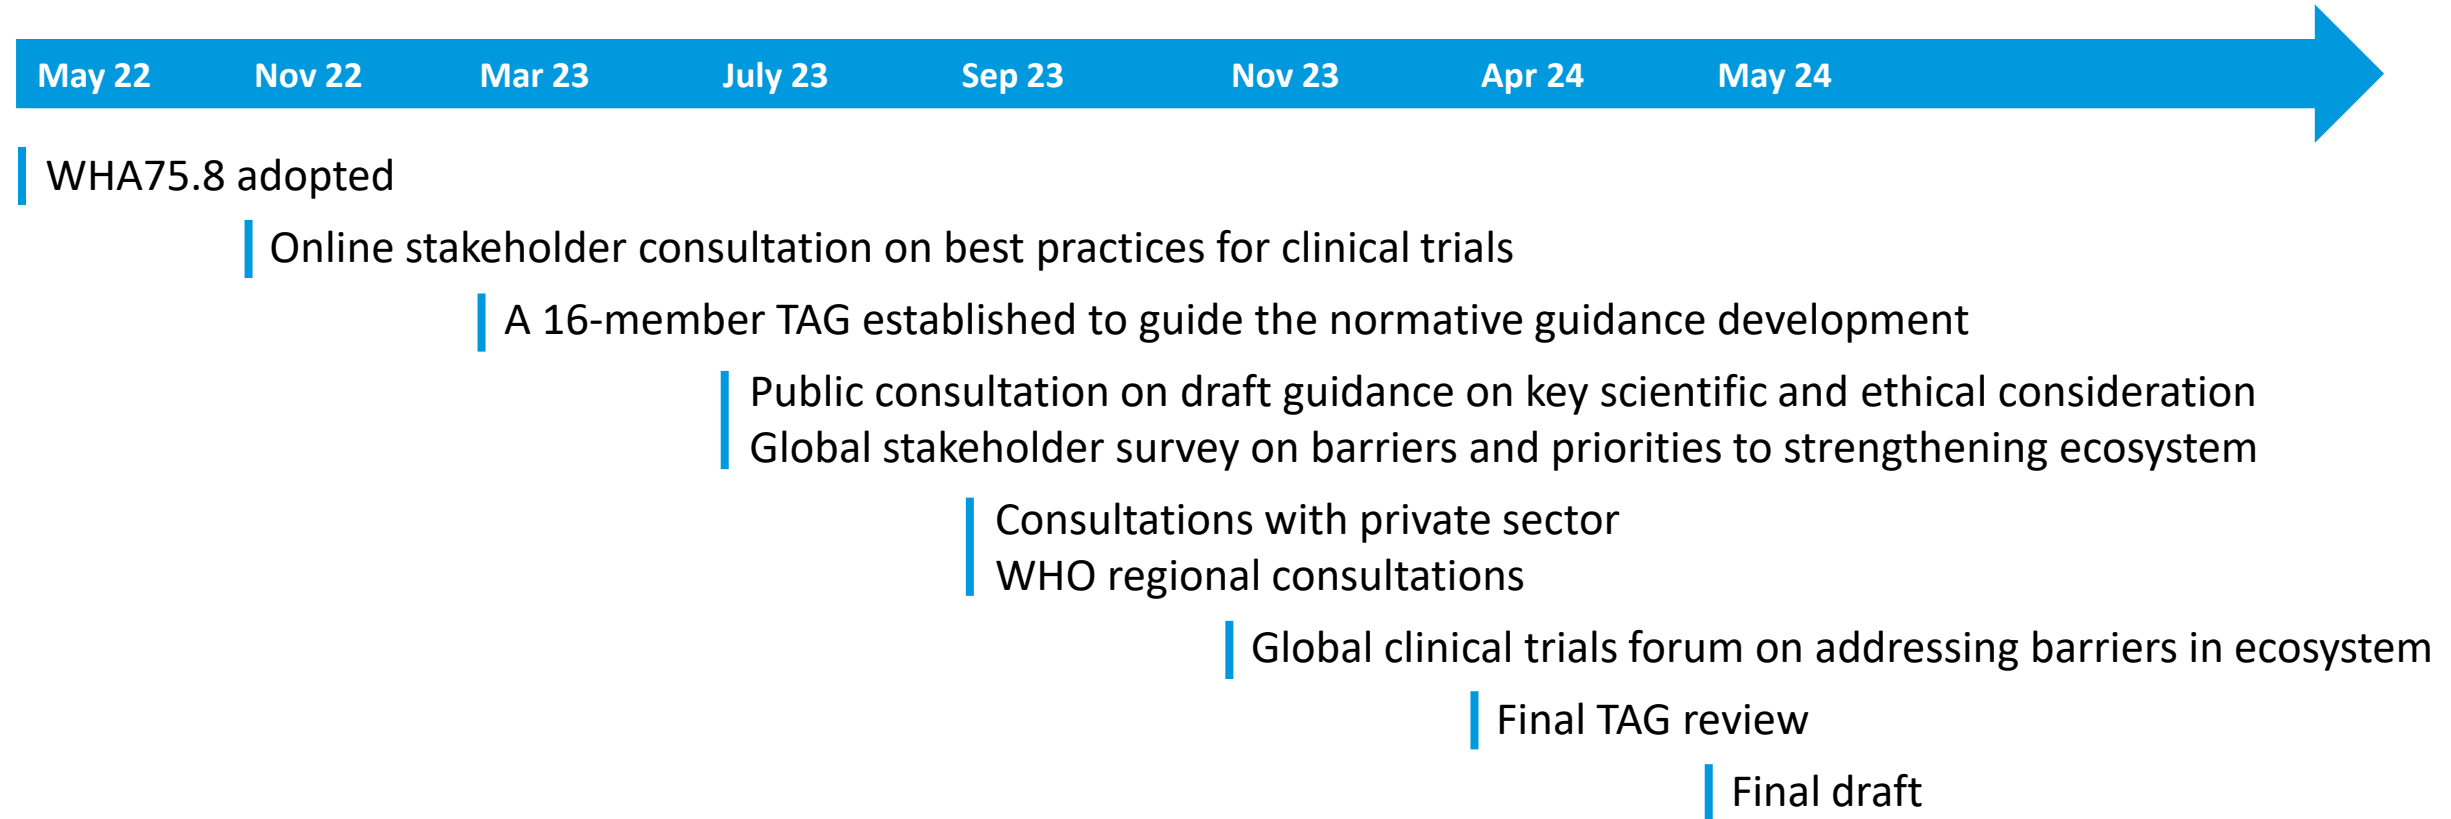 May 22 Nov 22 Mar 23 July 23 Sep 23 Nov 23 Apr 24 May 24
WHA75.8 adopted
Online stakeholder consultation on best practices for clinical trials
A 16-member TAG established to guide the normative guidance development
Public consultation on draft guidance on key scientific and ethical consideration
Global stakeholder survey on barriers and priorities to strengthening ecosystem
Consultations with private sector
WHO regional consultations
Global clinical trials forum on addressing barriers in ecosystem
Final TAG review
Final draft